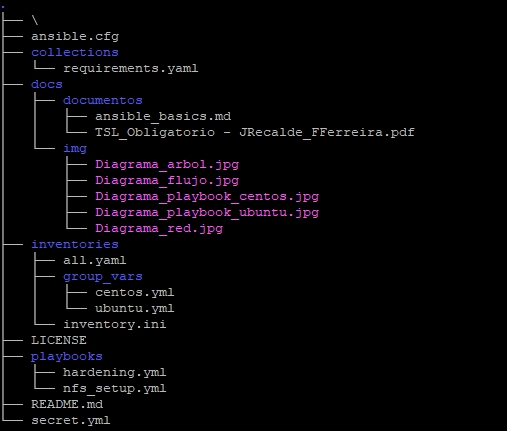 .
├── \
├── ansible.cfg
├── collections
│   └── requirements.yaml
├── docs
│   ├── documentos
│   │   ├── ansible_basics.md
│   │   └── TSL_Obligatorio - JRecalde_FFerreira.pdf
│   └── img
│       ├── Diagrama_arbol.jpg
│       ├── Diagrama_flujo.jpg
│       ├── Diagrama_playbook_centos.jpg
│       ├── Diagrama_playbook_ubuntu.jpg
│       └── Diagrama_red.jpg
├── inventories
│   ├── all.yaml
│   ├── group_vars
│   │   ├── centos.yml
│   │   └── ubuntu.yml
│   └── inventory.ini
├── LICENSE
├── playbooks
│   ├── hardening.yml
│   └── nfs_setup.yml
├── README.md
└── secret.yml